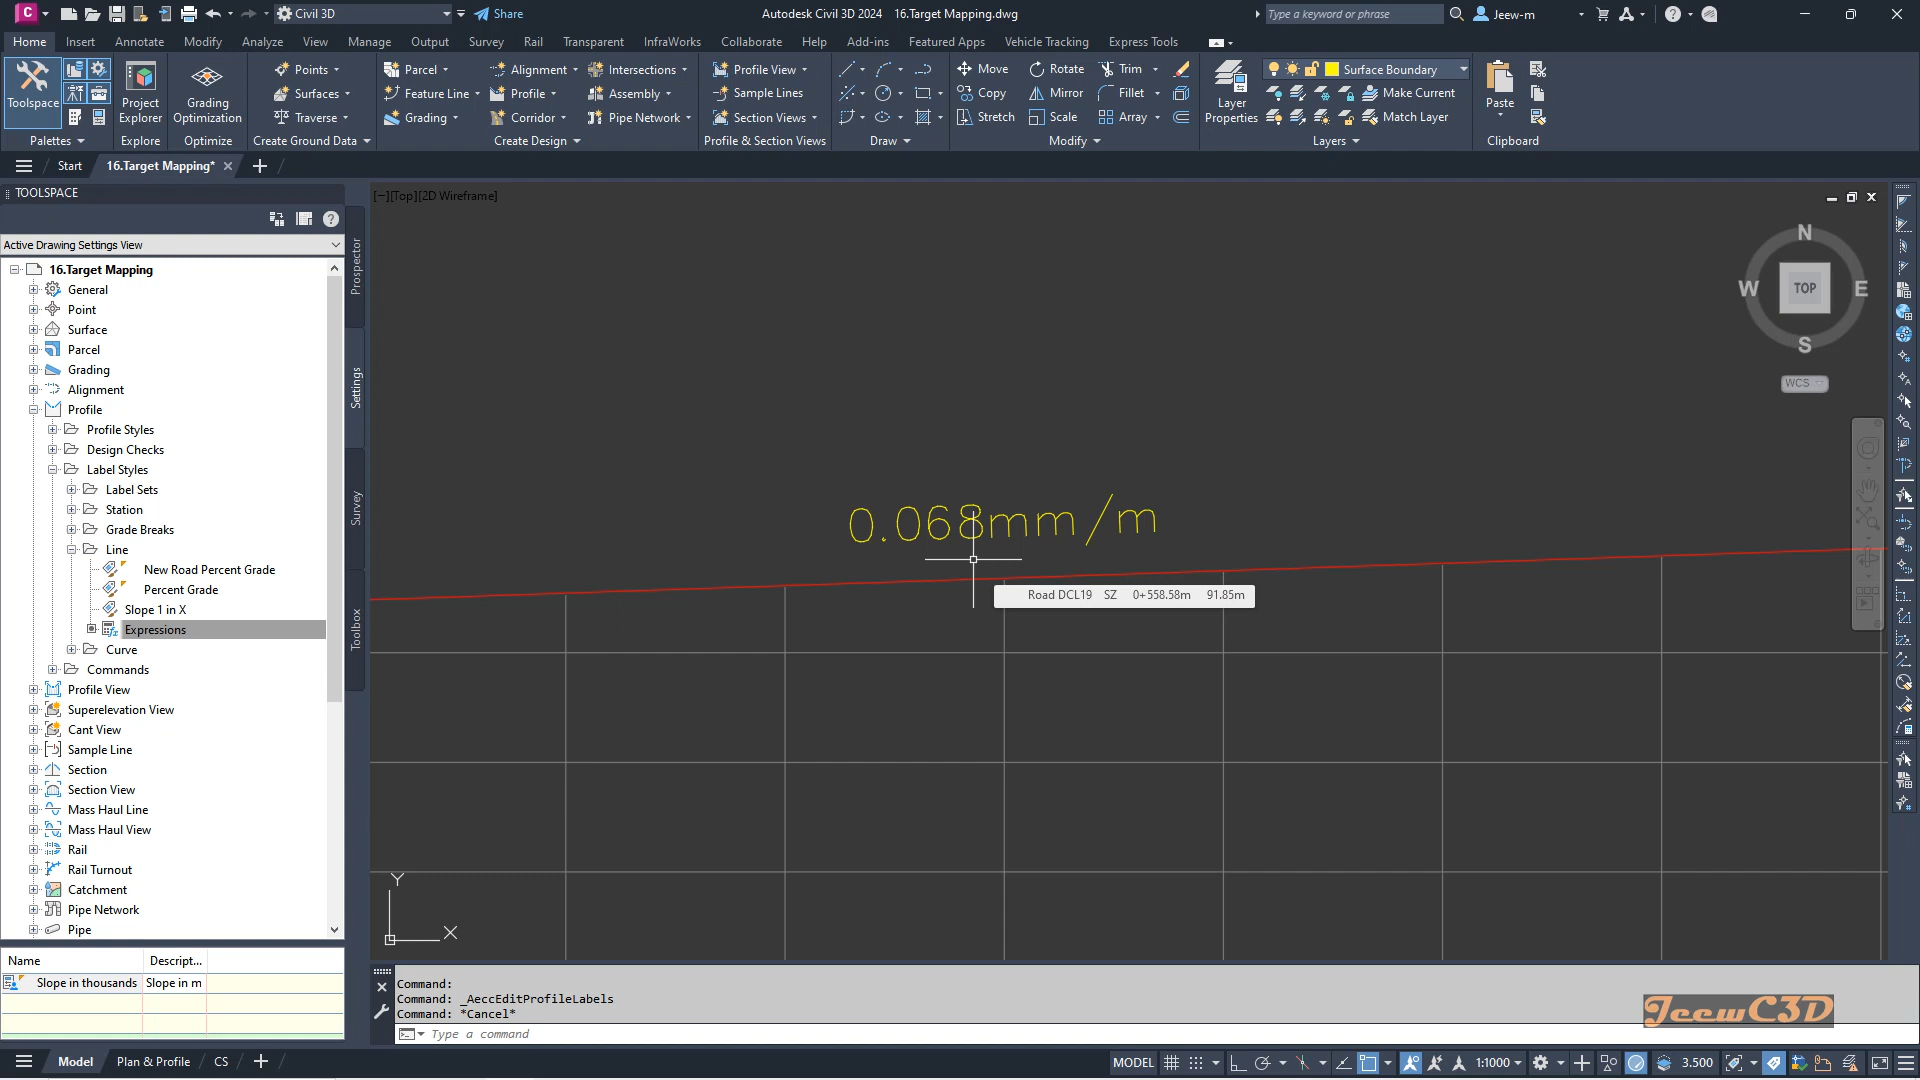 Civil 3D
Share
Autodesk Civil 3D 2024 16.Target Mapping.dwg
Type a keyword or phrase
Jeew-m
Home Insert Annotate Modify Analyze View Manage Output Survey Rail Transparent InfraWorks Collaborate Help Add-ins Featured Apps Vehicle Tracking Express Tools
Toolspace
Project Explorer
Grading Optimization
Points
Surfaces
Traverse
Parcel
Feature Line
Grading
Alignment
Profile
Corridor
Intersections
Assembly
Pipe Network
Profile View
Sample Lines
Section Views
Move Rotate Trim
Copy Mirror Fillet
Stretch Scale Array
Layer Properties
Surface Boundary
Make Current
Match Layer
Paste
Palettes Explore Optimize Create Ground Data Create Design Profile & Section Views Draw Modify Layers Clipboard
Start 16.Target Mapping*
TOOLSPACE
Active Drawing Settings View
16.Target Mapping
General
Point
Surface
Parcel
Grading
Alignment
Profile
Profile Styles
Design Checks
Label Styles
Label Sets
Station
Grade Breaks
Line
New Road Percent Grade
Percent Grade
Slope 1 in X
Expressions
Curve
Commands
Profile View
Superelevation View
Cant View
Sample Line
Section
Section View
Mass Haul Line
Mass Haul View
Rail
Rail Turnout
Catchment
Pipe Network
Pipe
Name Descript...
Slope in thousands Slope in m
Prospector
Settings
Survey
Toolbox
[−][Top][2D Wireframe]
N
W TOP E
S
WCS
0.068mm/m
Road DCL19 SZ 0+558.58m 91.85m
Y
X
Command:
Command: _AeccEditProfileLabels
Command: *Cancel*
Type a command
JeewC3D
Model Plan & Profile CS
MODEL 1:1000 3.500